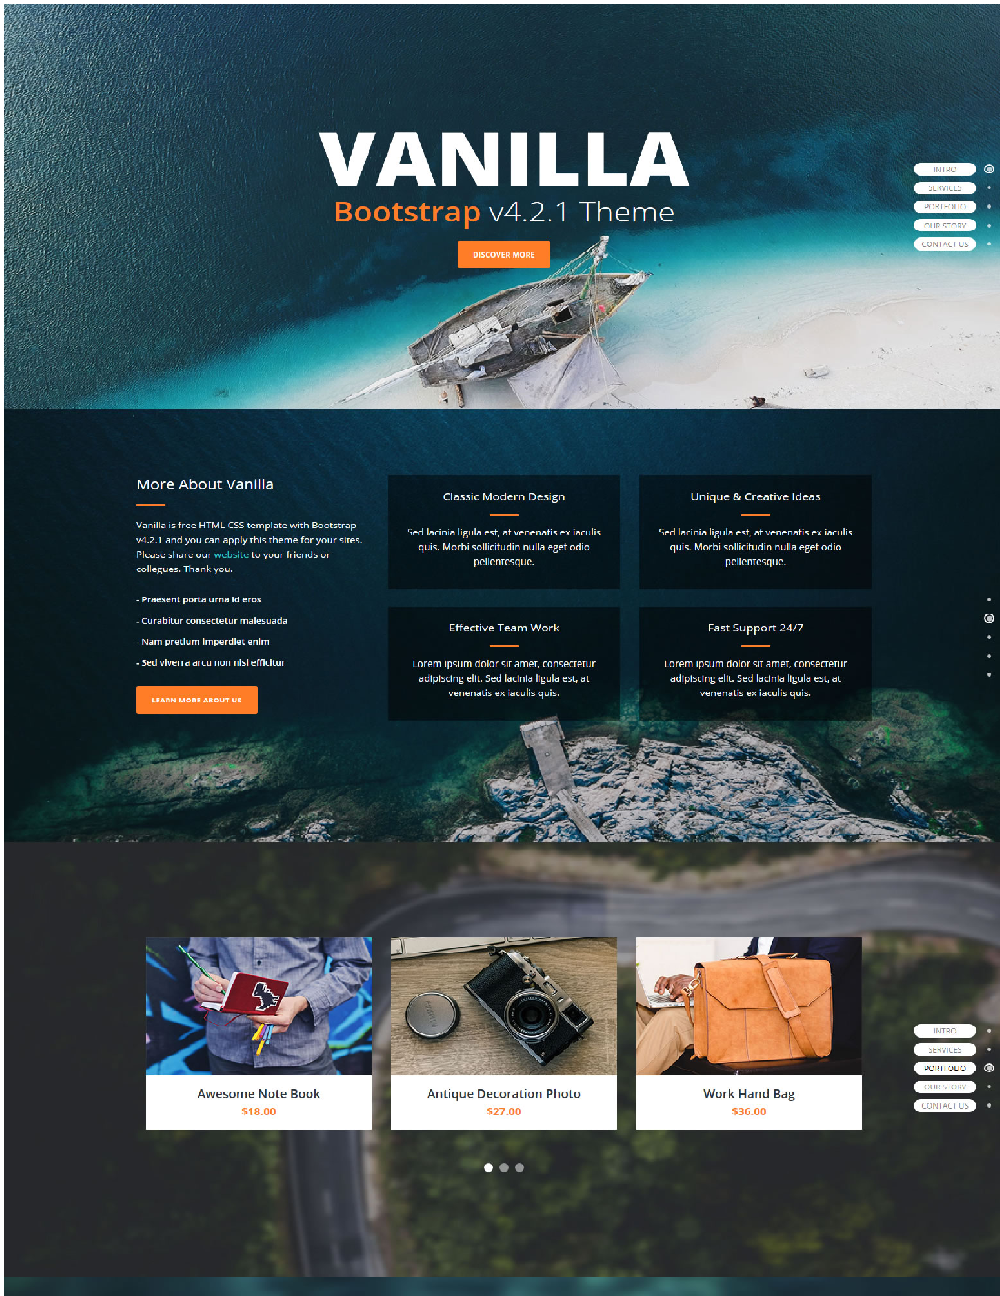 VANILLA
Bootstrap v4.2.1 Theme
DISCOVER MORE
INTRO
SERVICES
PORTFOLIO
OUR STORY
CONTACT US
More About Vanilla
Vanilla is free HTML CSS template with Bootstrap
v4.2.1 and you can apply this theme for your sites.
Please share our website to your friends or
collegues. Thank you.
- Praesent porta urna id eros
- Curabitur consectetur malesuada
- Nam pretium imperdiet enim
- Sed viverra arcu non nisl efficitur
LEARN MORE ABOUT US
Classic Modern Design
Sed lacinia ligula est, at venenatis ex iaculis
quis. Morbi sollicitudin nulla eget odio
pellentesque.
Unique & Creative Ideas
Sed lacinia ligula est, at venenatis ex iaculis
quis. Morbi sollicitudin nulla eget odio
pellentesque.
Effective Team Work
Lorem ipsum dolor sit amet, consectetur
adipiscing elit. Sed lacinia ligula est, at
venenatis ex iaculis quis.
Fast Support 24/7
Lorem ipsum dolor sit amet, consectetur
adipiscing elit. Sed lacinia ligula est, at
venenatis ex iaculis quis.
Awesome Note Book
$18.00
Antique Decoration Photo
$27.00
Work Hand Bag
$36.00
INTRO
SERVICES
PORTFOLIO
OUR STORY
CONTACT US